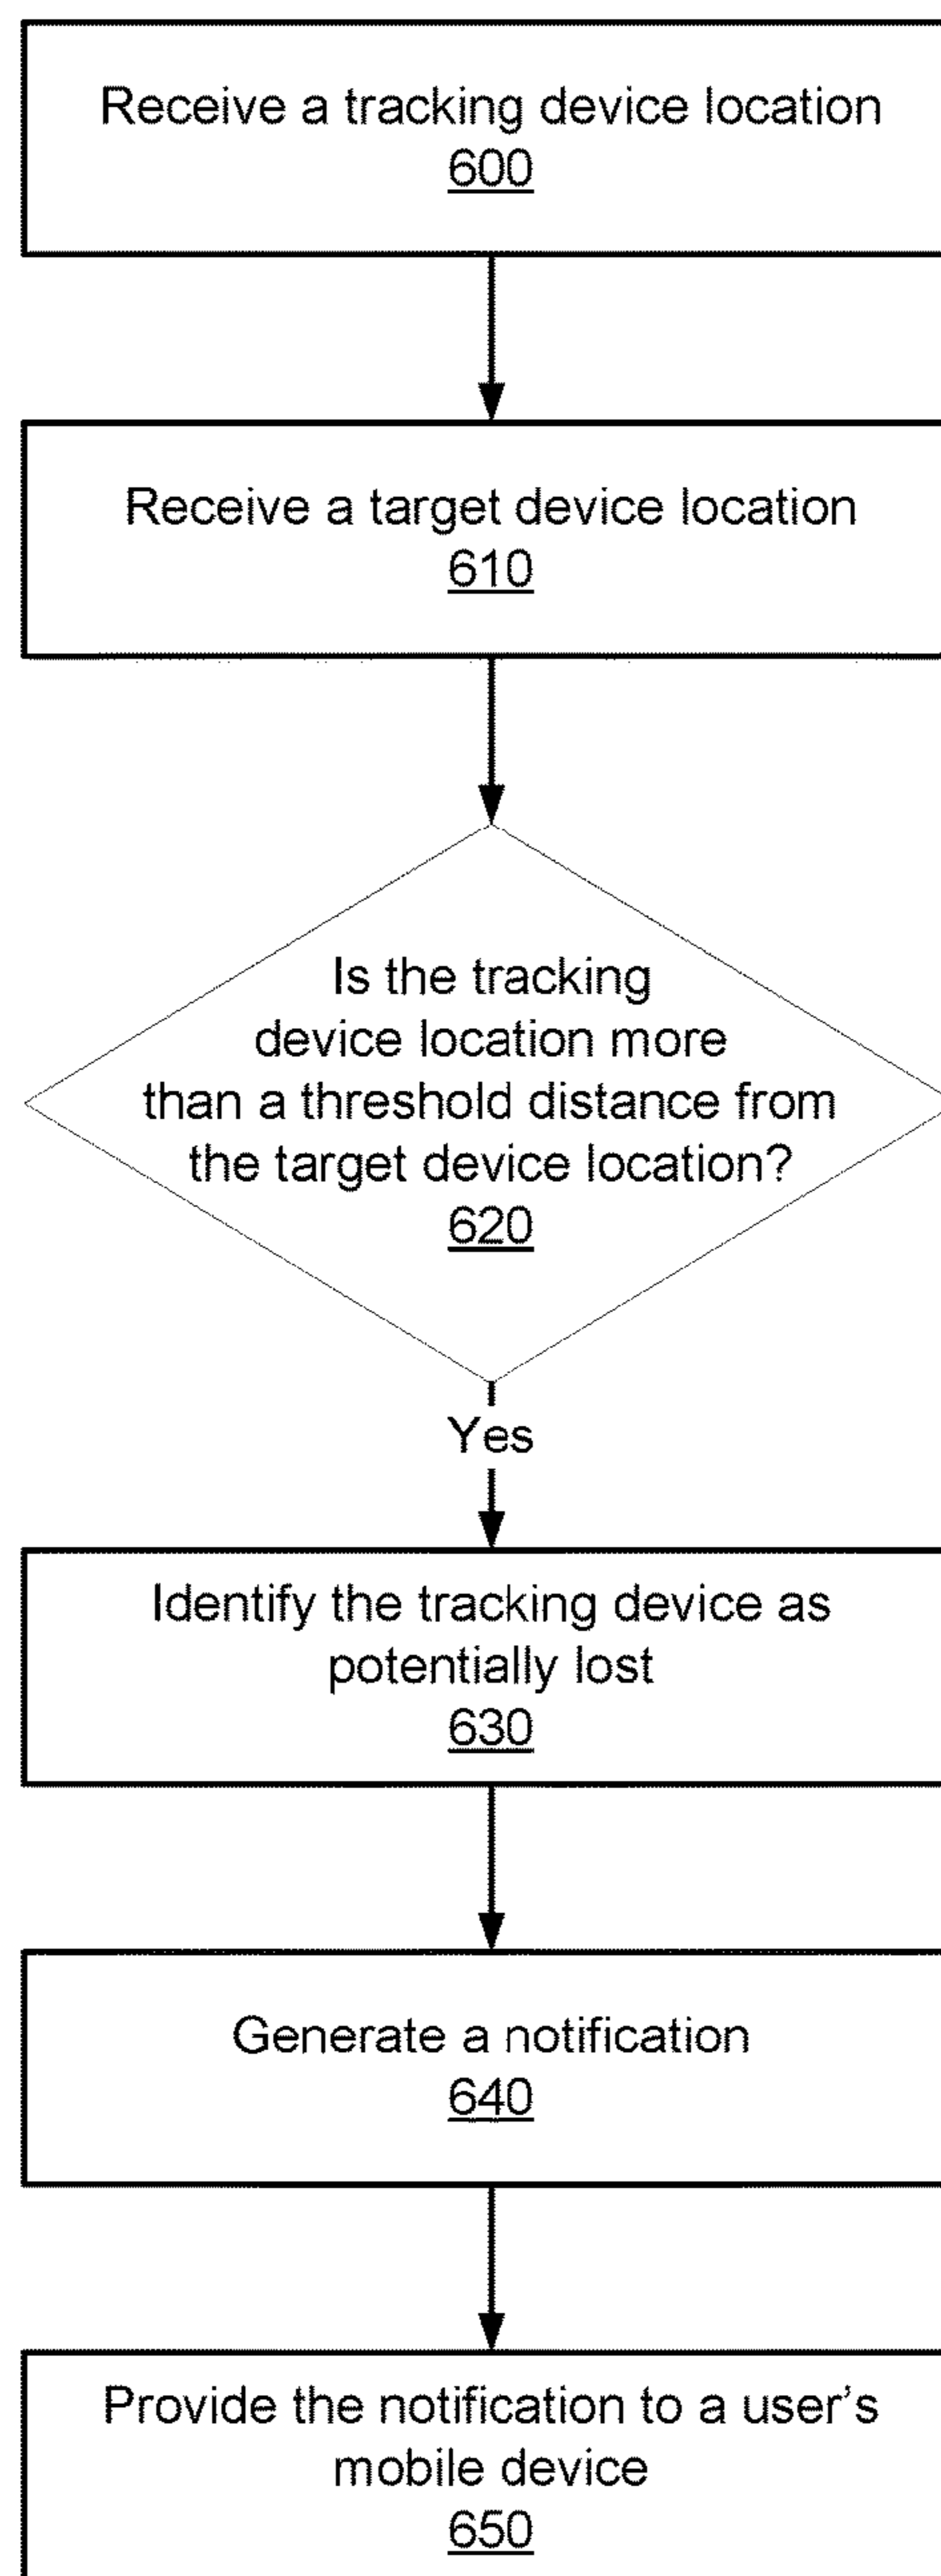 Receive a tracking device location
600
Receive a target device location
610
Is the tracking
device location more
than a threshold distance from
the target device location?
620
Yes
Identify the tracking device as
potentially lost
630
Generate a notification
640
Provide the notification to a user's
mobile device
650